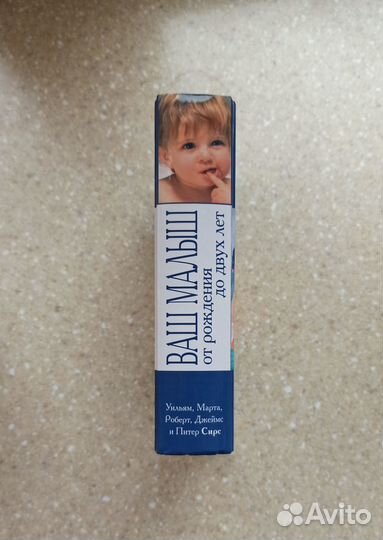 ВАШ МАЛЫШ
от рождения
до двух лет
Уильям, Марта,
Роберт, Джеймс
и Питер Сирс
Avito